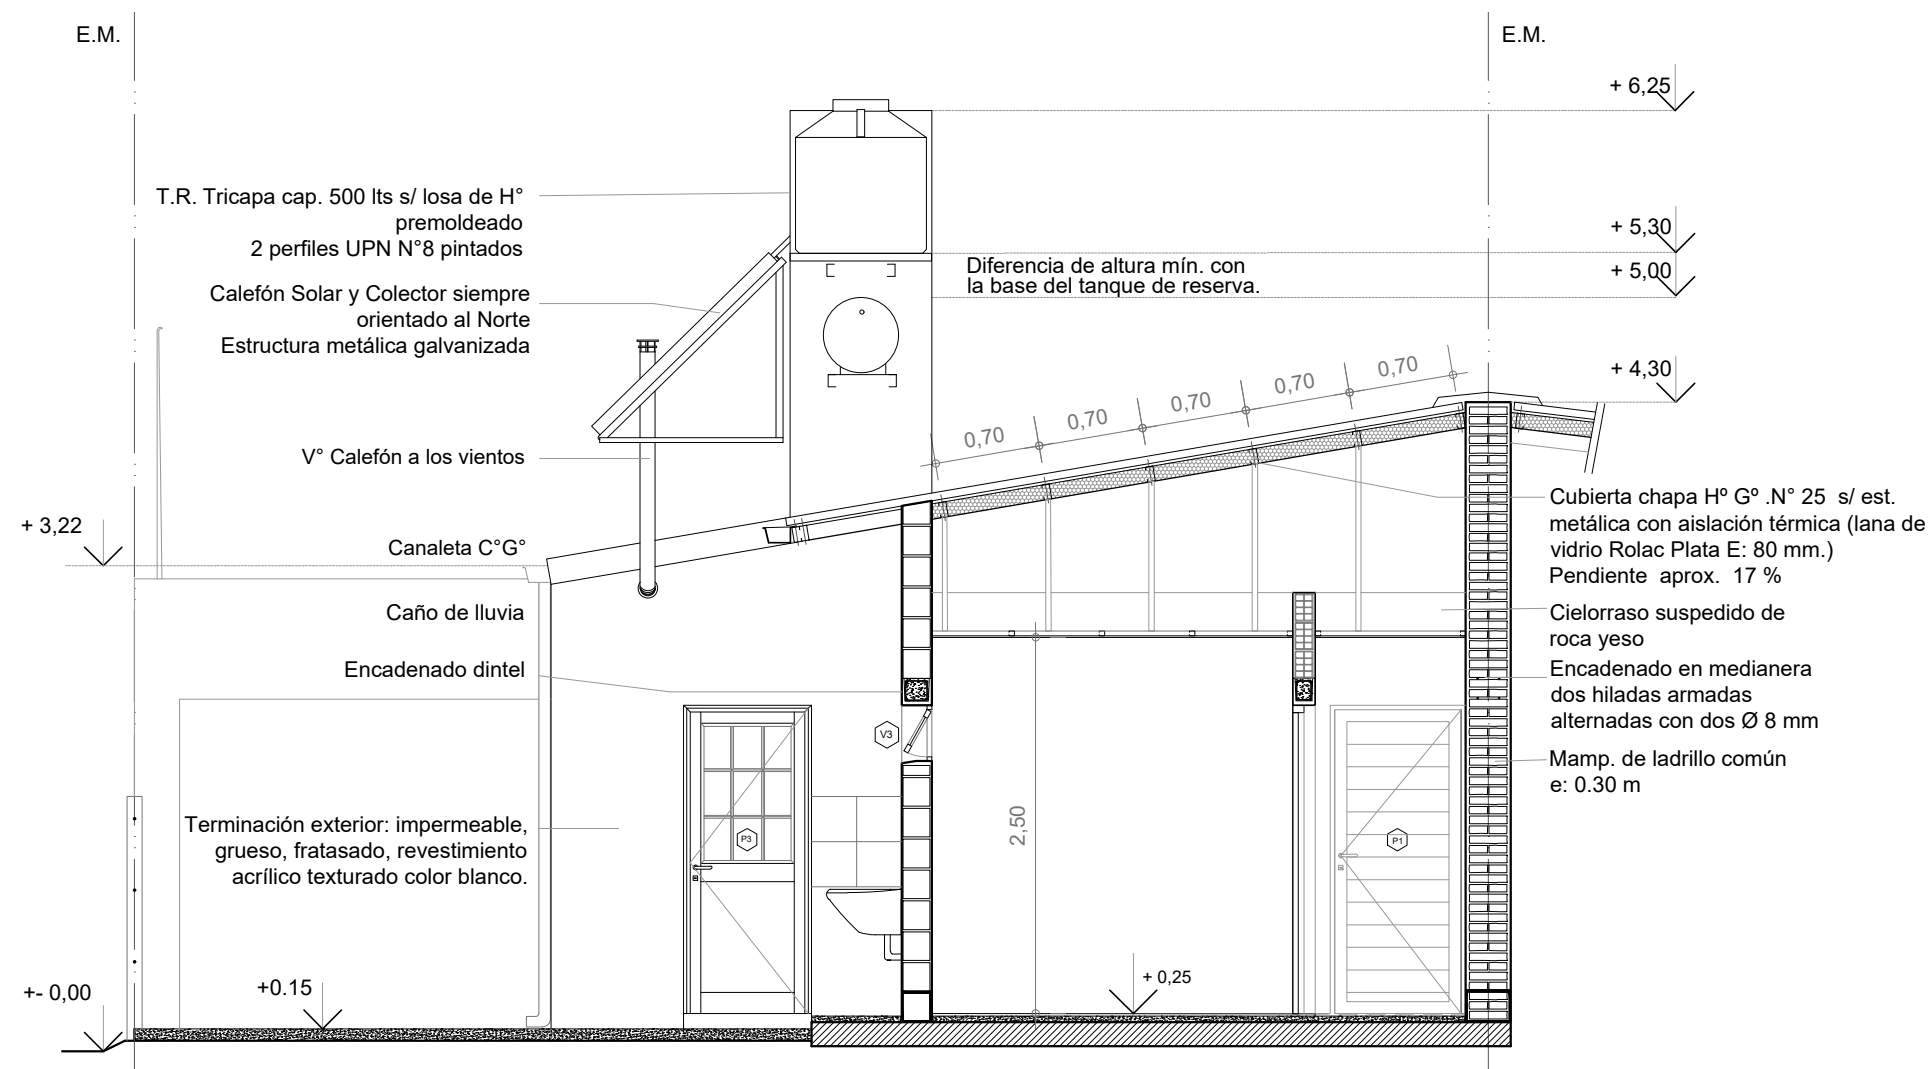 E.M.
E.M.
+ 6,25
T.R. Tricapa cap. 500 lts s/ losa de H°
premoldeado
2 perfiles UPN N°8 pintados
+ 5,30
Diferencia de altura mín. con
la base del tanque de reserva.
+ 5,00
Calefón Solar y Colector siempre
orientado al Norte
Estructura metálica galvanizada
+ 4,30
0,70
0,70
0,70
0,70
0,70
V° Calefón a los vientos
+ 3,22
Canaleta C°G°
Cubierta chapa Hº Gº .N° 25 s/ est.
metálica con aislación térmica (lana de
vidrio Rolac Plata E: 80 mm.)
Pendiente aprox. 17 %
Caño de lluvia
Cielorraso suspedido de
roca yeso
Encadenado dintel
Encadenado en medianera
dos hiladas armadas
alternadas con dos Ø 8 mm
V3
Mamp. de ladrillo común
e: 0.30 m
Terminación exterior: impermeable,
grueso, fratasado, revestimiento
acrílico texturado color blanco.
P3
2,50
P1
+- 0,00
+0.15
+ 0,25